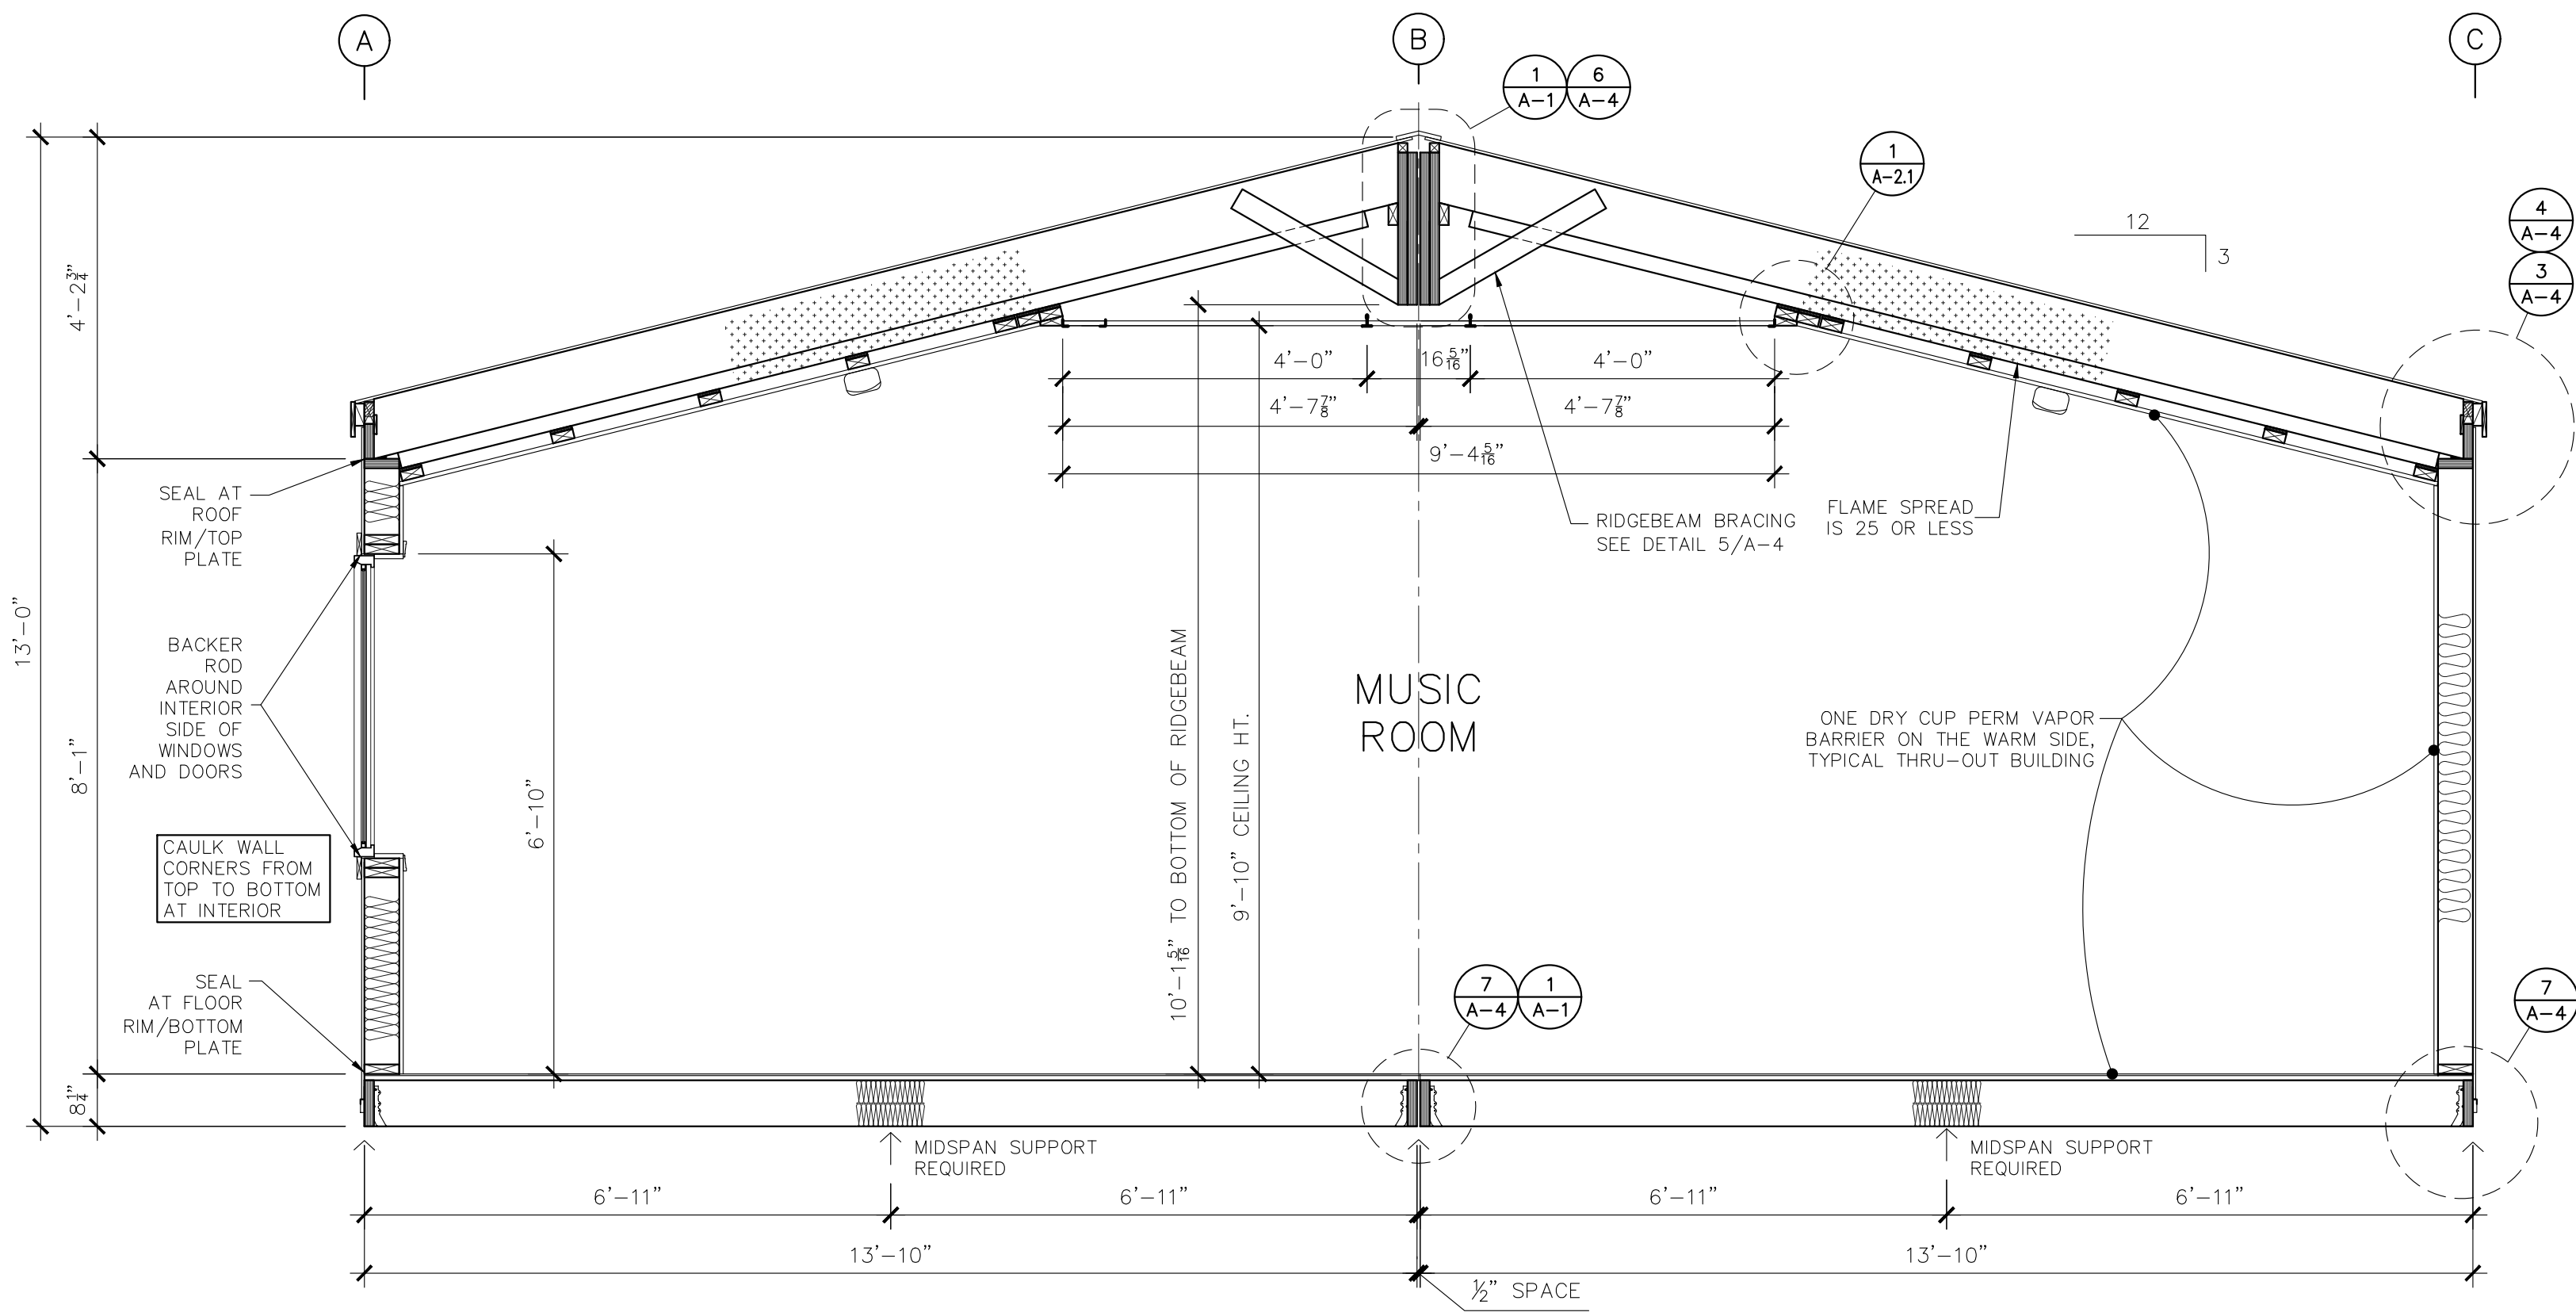 A
B
C
1
A-1
6
A-4
1
A-2.1
12
3
4
A-4
3
A-4
4'-2¾"
13'-0"
8'-1"
8¼"
4'-0"
16 5/16"
4'-0"
4'-7⅞"
4'-7⅞"
9'-4 5/16"
SEAL AT
ROOF
RIM/TOP
PLATE
RIDGEBEAM BRACING
SEE DETAIL 5/A-4
FLAME SPREAD
IS 25 OR LESS
BACKER
ROD
AROUND
INTERIOR
SIDE OF
WINDOWS
AND DOORS
6'-10"
10'-1 5/16" TO BOTTOM OF RIDGEBEAM
9'-10" CEILING HT.
MUSIC
ROOM
ONE DRY CUP PERM VAPOR
BARRIER ON THE WARM SIDE,
TYPICAL THRU-OUT BUILDING
CAULK WALL
CORNERS FROM
TOP TO BOTTOM
AT INTERIOR
SEAL
AT FLOOR
RIM/BOTTOM
PLATE
7
A-4
1
A-1
7
A-4
MIDSPAN SUPPORT
REQUIRED
MIDSPAN SUPPORT
REQUIRED
6'-11"
6'-11"
6'-11"
6'-11"
13'-10"
13'-10"
½" SPACE